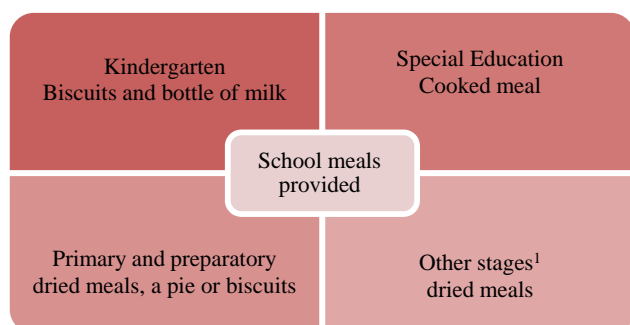 Kindergarten
Biscuits and bottle of milk
Special Education
Cooked meal
School meals
provided
Primary and preparatory
dried meals, a pie or biscuits
Other stages¹
dried meals